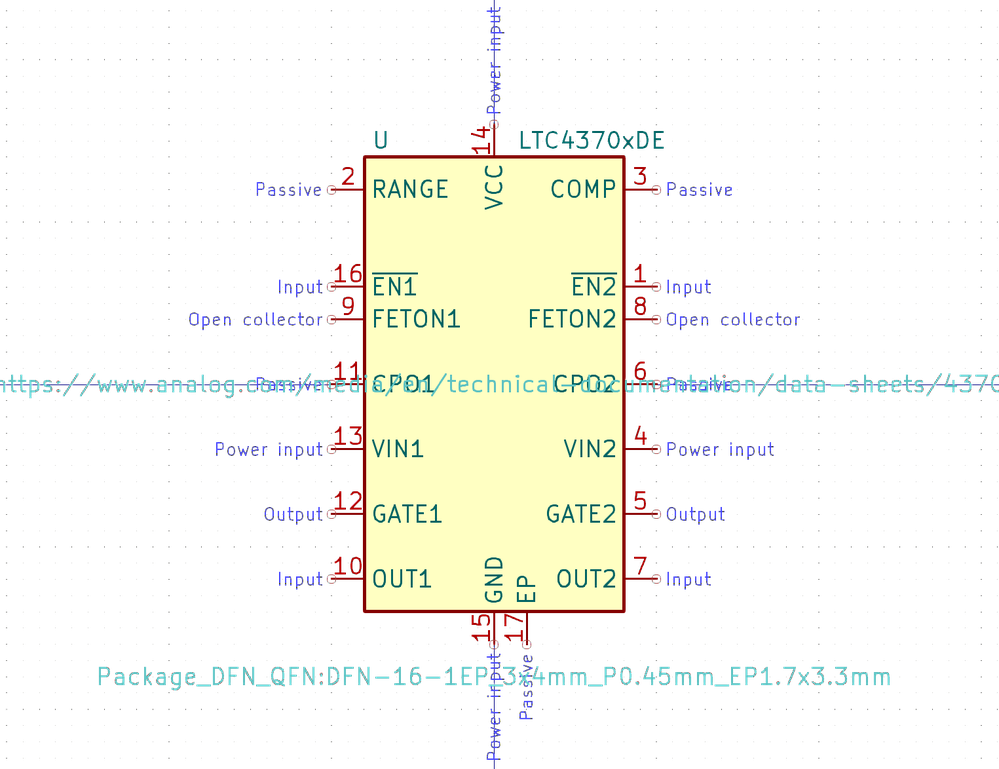 Power input
14
U LTC4370xDE
Passive 2 RANGE VCC COMP 3 Passive
Input 16 EN1 EN2 1 Input
Open collector 9 FETON1 FETON2 8 Open collector
Passive 11 CPO1 CPO2 6 Passive
https://www.analog.com/media/en/technical-documentation/data-sheets/4370
Power input 13 VIN1 VIN2 4 Power input
Output 12 GATE1 GATE2 5 Output
Input 10 OUT1 GND EP OUT2 7 Input
15 17
Package_DFN_QFN:DFN-16-1EP_3x4mm_P0.45mm_EP1.7x3.3mm
Power input Passive